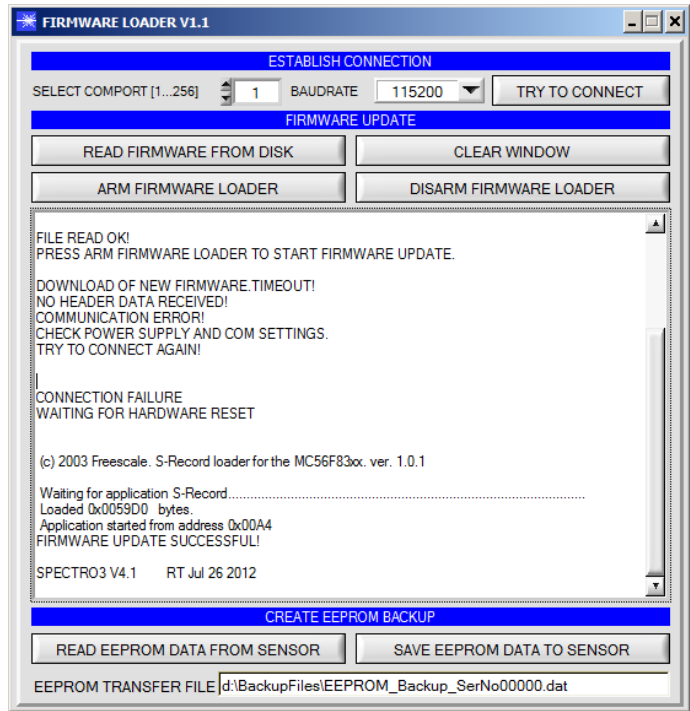 FIRMWARE LOADER V1.1
ESTABLISH CONNECTION
SELECT COMPORT [1...256] 1 BAUDRATE 115200 TRY TO CONNECT
FIRMWARE UPDATE
READ FIRMWARE FROM DISK CLEAR WINDOW
ARM FIRMWARE LOADER DISARM FIRMWARE LOADER
FILE READ OK!
PRESS ARM FIRMWARE LOADER TO START FIRMWARE UPDATE.
DOWNLOAD OF NEW FIRMWARE.TIMEOUT!
NO HEADER DATA RECEIVED!
COMMUNICATION ERROR!
CHECK POWER SUPPLY AND COM SETTINGS.
TRY TO CONNECT AGAIN!
CONNECTION FAILURE
WAITING FOR HARDWARE RESET
(c) 2003 Freescale. S-Record loader for the MC56F83xx. ver. 1.0.1
Waiting for application S-Record.........................................................................................................
Loaded 0x0059D0 bytes.
Application started from address 0x00A4
FIRMWARE UPDATE SUCCESSFUL!
SPECTRO3 V4.1 RT Jul 26 2012
CREATE EEPROM BACKUP
READ EEPROM DATA FROM SENSOR SAVE EEPROM DATA TO SENSOR
EEPROM TRANSFER FILE d:\BackupFiles\EEPROM_Backup_SerNo00000.dat